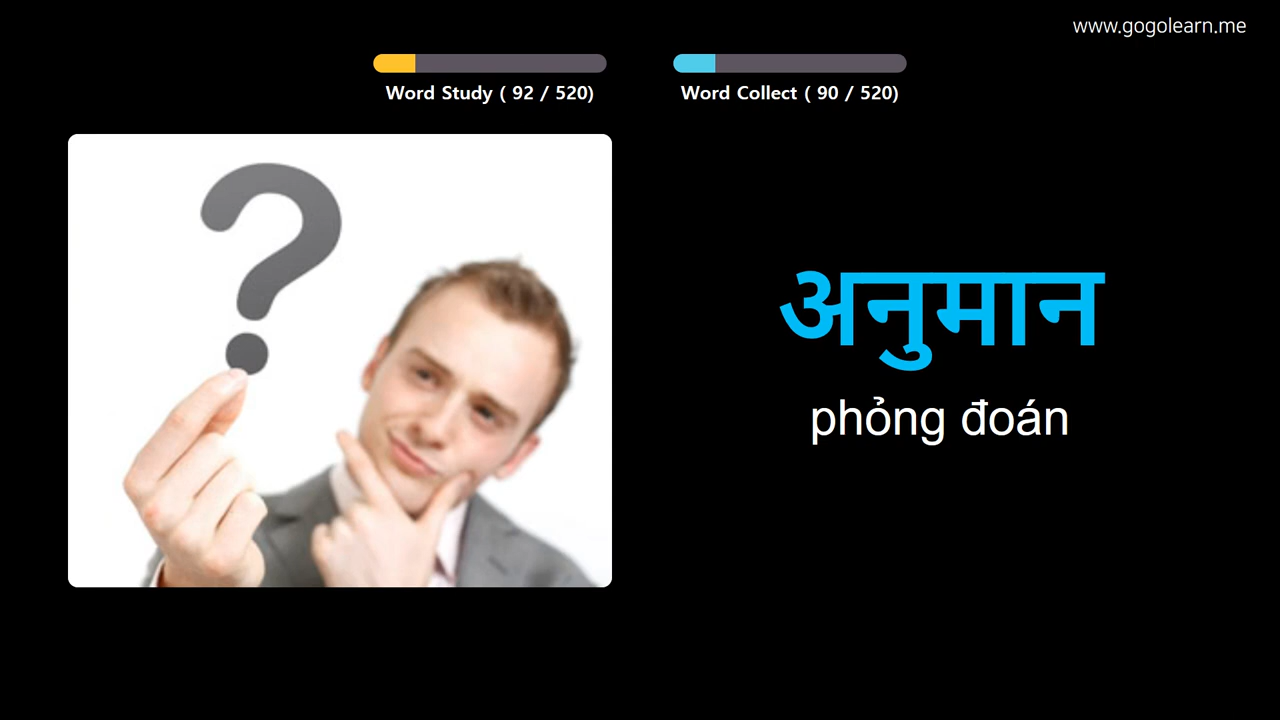 www.gogolearn.me
Word Study ( 92 / 520)
Word Collect ( 90 / 520)
?
अनुमान
phỏng đoán